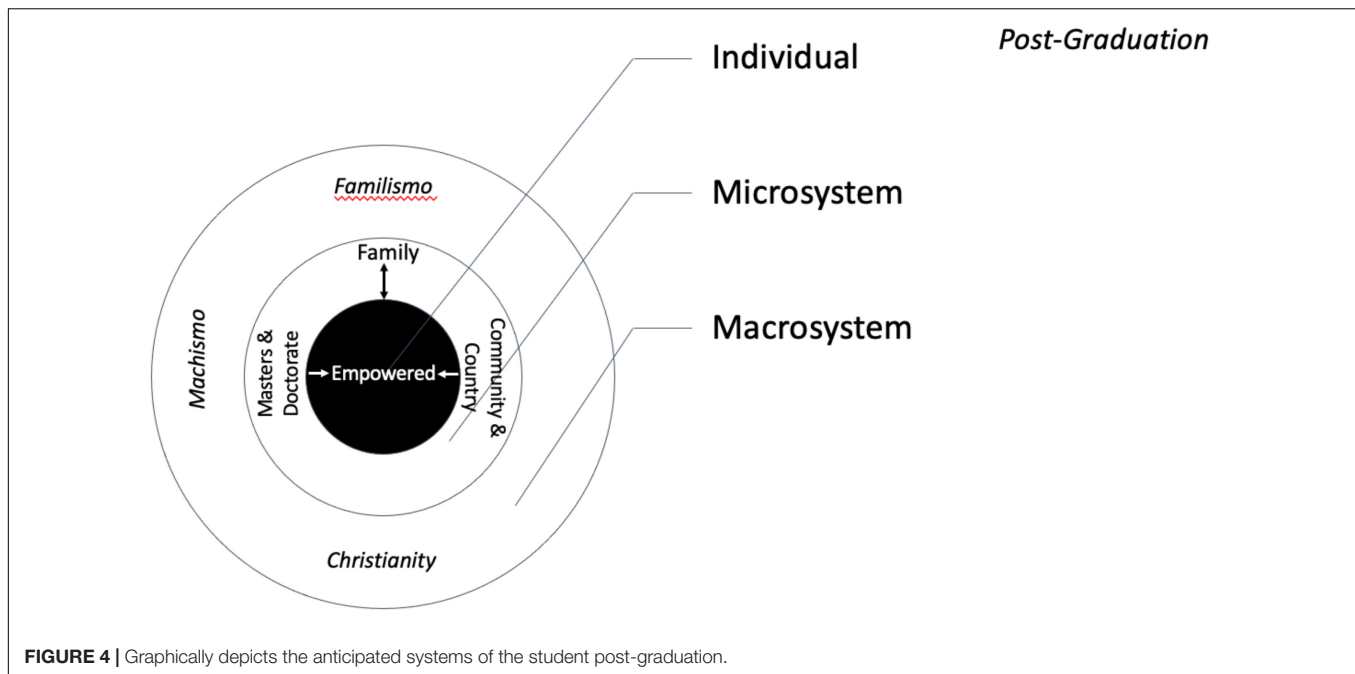 Post-Graduation
Individual
Microsystem
Macrosystem
Familismo
Family
Machismo
Masters &
Doctorate
Empowered
Community &
Country
Christianity
FIGURE 4 | Graphically depicts the anticipated systems of the student post-graduation.